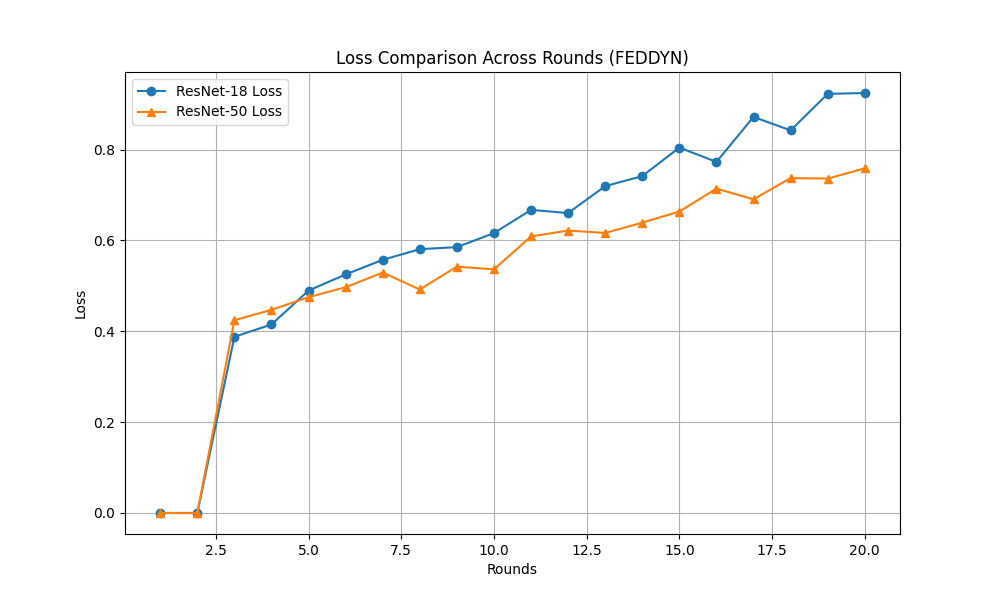 Loss Comparison Across Rounds (FEDDYN)
ResNet-18 Loss
ResNet-50 Loss
Loss
0.8
0.6
0.4
0.2
0.0
2.5 5.0 7.5 10.0 12.5 15.0 17.5 20.0
Rounds